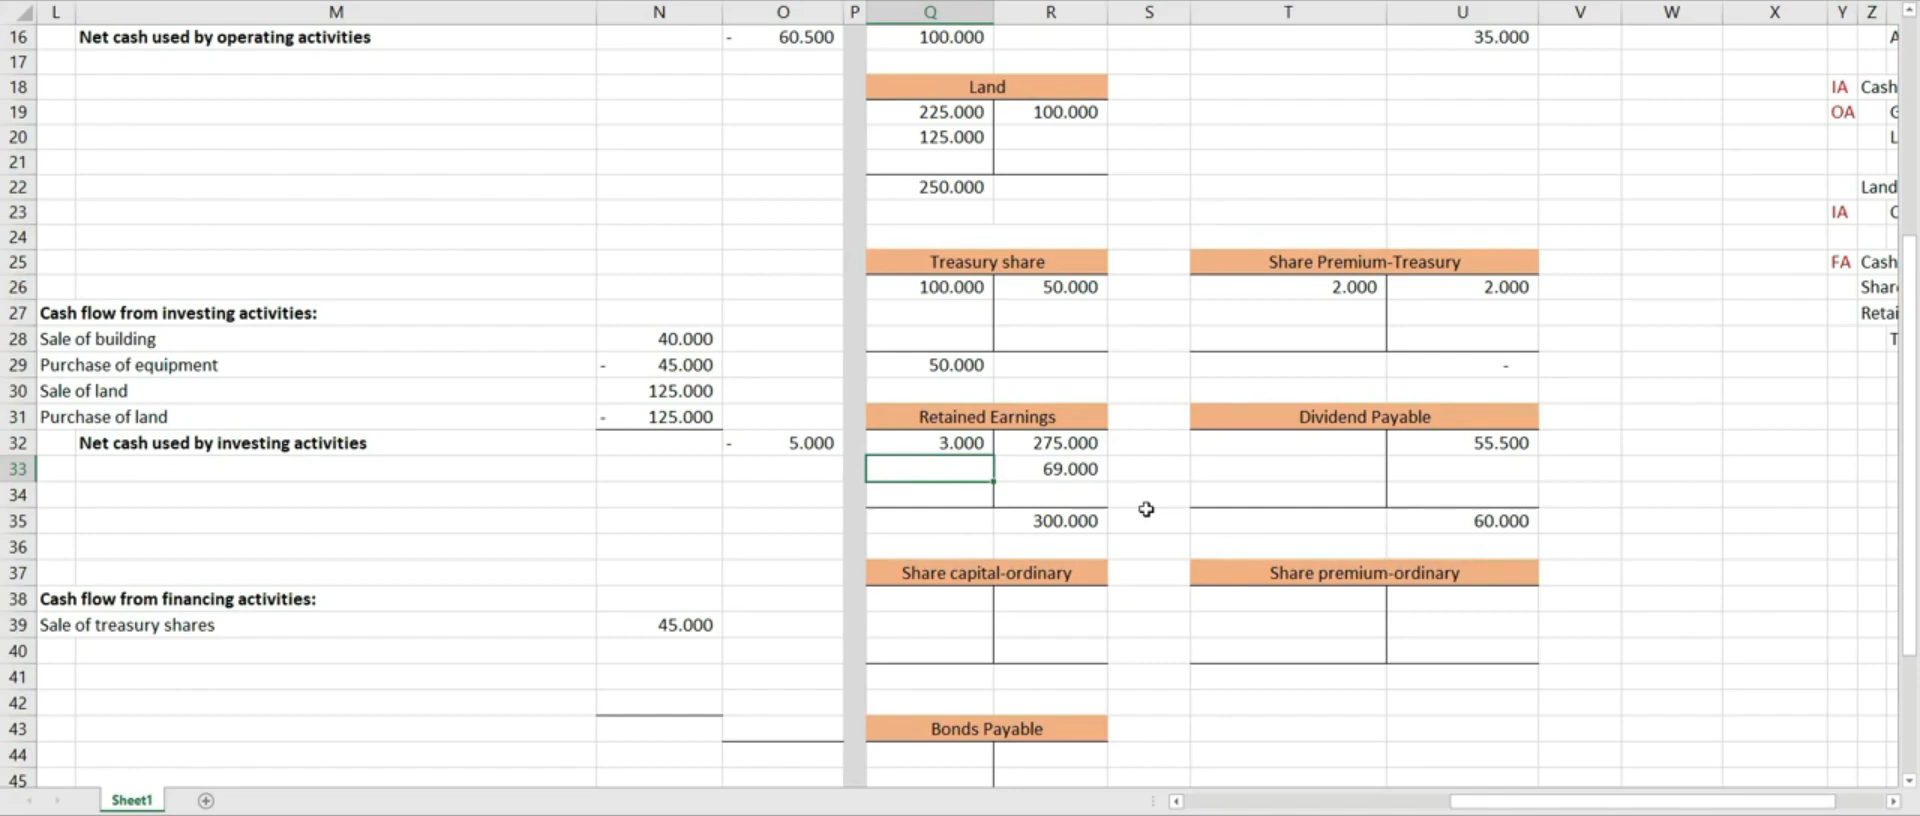 L M N O P Q R S T U V W X Y Z
16 Net cash used by operating activities - 60.500 100.000 35.000 A
17
18 Land IA Cash
19 225.000 100.000 OA G
20 125.000 L
21
22 250.000 Land
23 IA C
24
25 Treasury share Share Premium-Treasury FA Cash
26 100.000 50.000 2.000 2.000 Share
27 Cash flow from investing activities: Retai
28 Sale of building 40.000 T
29 Purchase of equipment - 45.000 50.000 -
30 Sale of land 125.000
31 Purchase of land - 125.000 Retained Earnings Dividend Payable
32 Net cash used by investing activities - 5.000 3.000 275.000 55.500
33 69.000
34
35 300.000 60.000
36
37 Share capital-ordinary Share premium-ordinary
38 Cash flow from financing activities:
39 Sale of treasury shares 45.000
40
41
42
43 Bonds Payable
44
45
Sheet1